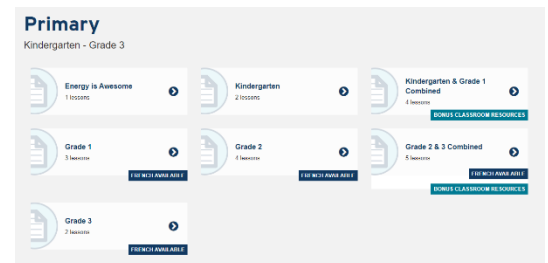 Primary
Kindergarten - Grade 3
Energy is Awesome
1 lessons
Kindergarten
2 lessons
Kindergarten & Grade 1
Combined
4 lessons
BONUS CLASSROOM RESOURCES
Grade 1
3 lessons
FRENCH AVAILABLE
Grade 2
4 lessons
FRENCH AVAILABLE
Grade 2 & 3 Combined
5 lessons
FRENCH AVAILABLE
BONUS CLASSROOM RESOURCES
Grade 3
2 lessons
FRENCH AVAILABLE